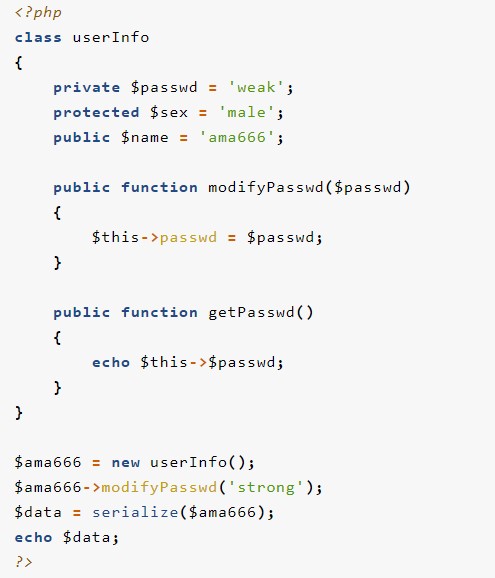 <?php
class userInfo
{
    private $passwd = 'weak';
    protected $sex = 'male';
    public $name = 'ama666';

    public function modifyPasswd($passwd)
    {
        $this->passwd = $passwd;
    }

    public function getPasswd()
    {
        echo $this->$passwd;
    }
}

$ama666 = new userInfo();
$ama666->modifyPasswd('strong');
$data = serialize($ama666);
echo $data;
?>